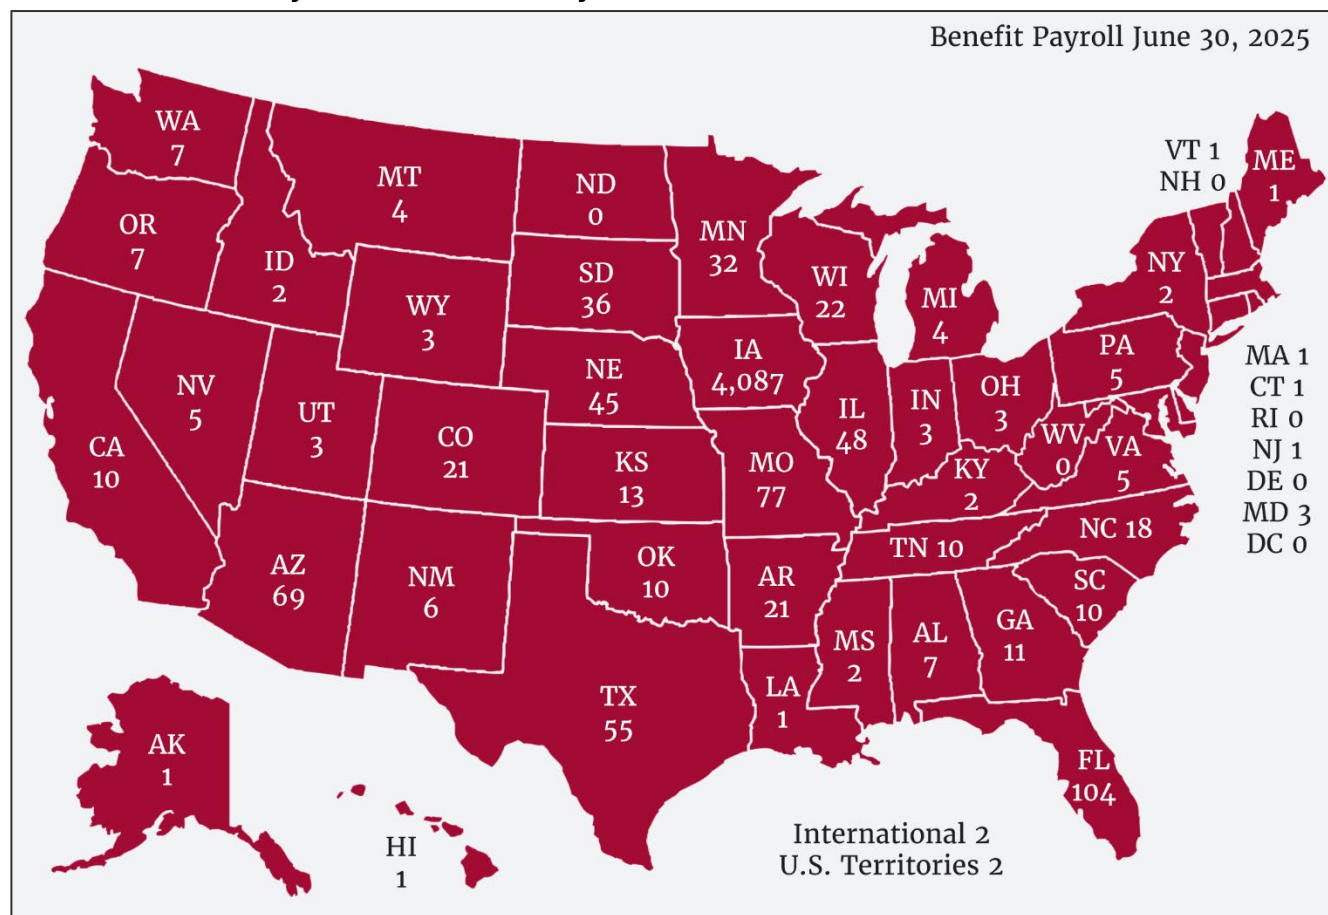 Benefit Payroll June 30, 2025
WA
7
MT
4
ND
0
MN
32
VT 1
NH 0
ME
1
OR
7
ID
2
WY
3
SD
36
WI
22
MI
4
NY
2
NV
5
UT
3
CO
21
NE
45
IA
4,087
IL
48
IN
3
OH
3
PA
5
CA
10
KS
13
MO
77
KY
2
WV
0
VA
5
MA 1
CT 1
RI 0
NJ 1
DE 0
MD 3
DC 0
AZ
69
NM
6
OK
10
AR
21
TN 10
NC 18
SC
10
MS
2
AL
7
GA
11
TX
55
LA
1
FL
104
AK
1
HI
1
International 2
U.S. Territories 2